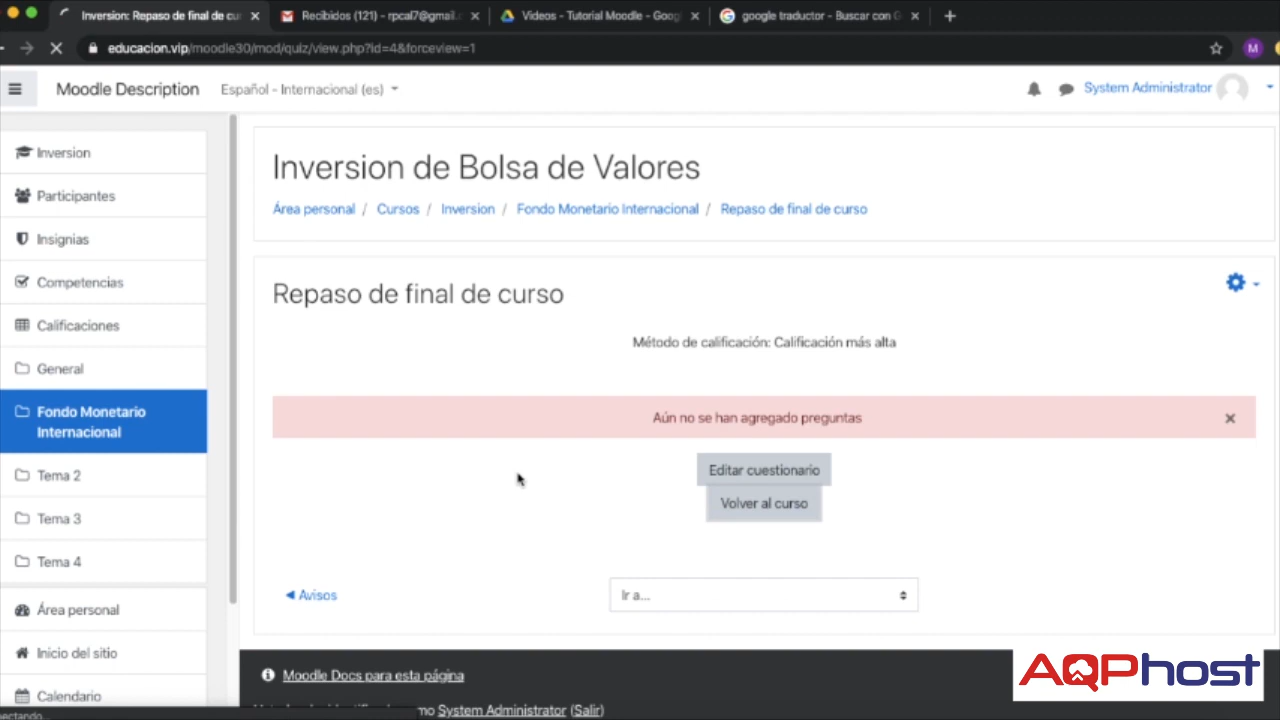 Inversion: Repaso de final de cu
Recibidos (121) - rpcal7@gmail.c
Videos - Tutorial Moodle - Goog
google traductor - Buscar con G
educacion.vip/moodle30/mod/quiz/view.php?id=4&forceview=1
M
Moodle Description
Español - Internacional (es)
System Administrator
Inversion
Participantes
Insignias
Competencias
Calificaciones
General
Fondo Monetario
Internacional
Tema 2
Tema 3
Tema 4
Área personal
Inicio del sitio
Calendario
Inversion de Bolsa de Valores
Área personal / Cursos / Inversion / Fondo Monetario Internacional / Repaso de final de curso
Repaso de final de curso
Método de calificación: Calificación más alta
Aún no se han agregado preguntas
Editar cuestionario
Volver al curso
◄ Avisos
Ir a...
Moodle Docs para esta página
mo System Administrator (Salir)
AQPhost